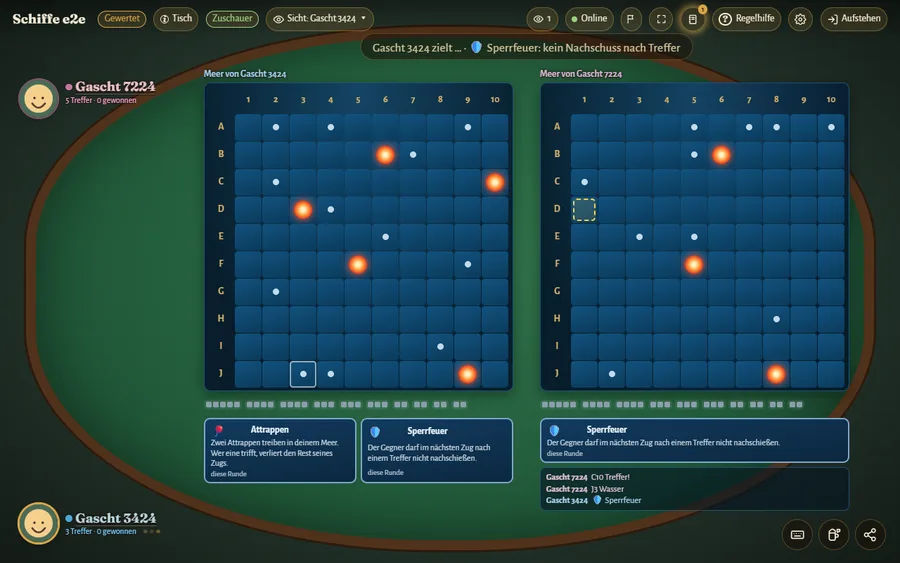 Schiffe e2e
Gewertet
Tisch
Zuschauer
Sicht: Gascht 3424
1
Online
1
Regelhilfe
Aufstehen
Gascht 3424 zielt … · Sperrfeuer: kein Nachschuss nach Treffer
Gascht 7224
5 Treffer · 0 gewonnen
Meer von Gascht 3424
1 2 3 4 5 6 7 8 9 10
A
B
C
D
E
F
G
H
I
J
Meer von Gascht 7224
1 2 3 4 5 6 7 8 9 10
A
B
C
D
E
F
G
H
I
J
Attrappen
Zwei Attrappen treiben in deinem Meer.
Wer eine trifft, verliert den Rest seines
Zugs.
diese Runde
Sperrfeuer
Der Gegner darf im nächsten Zug nach
einem Treffer nicht nachschießen.
diese Runde
Sperrfeuer
Der Gegner darf im nächsten Zug nach einem Treffer nicht nachschießen.
diese Runde
Gascht 7224 C10 Treffer!
Gascht 7224 J3 Wasser
Gascht 3424 Sperrfeuer
Gascht 3424
3 Treffer · 0 gewonnen